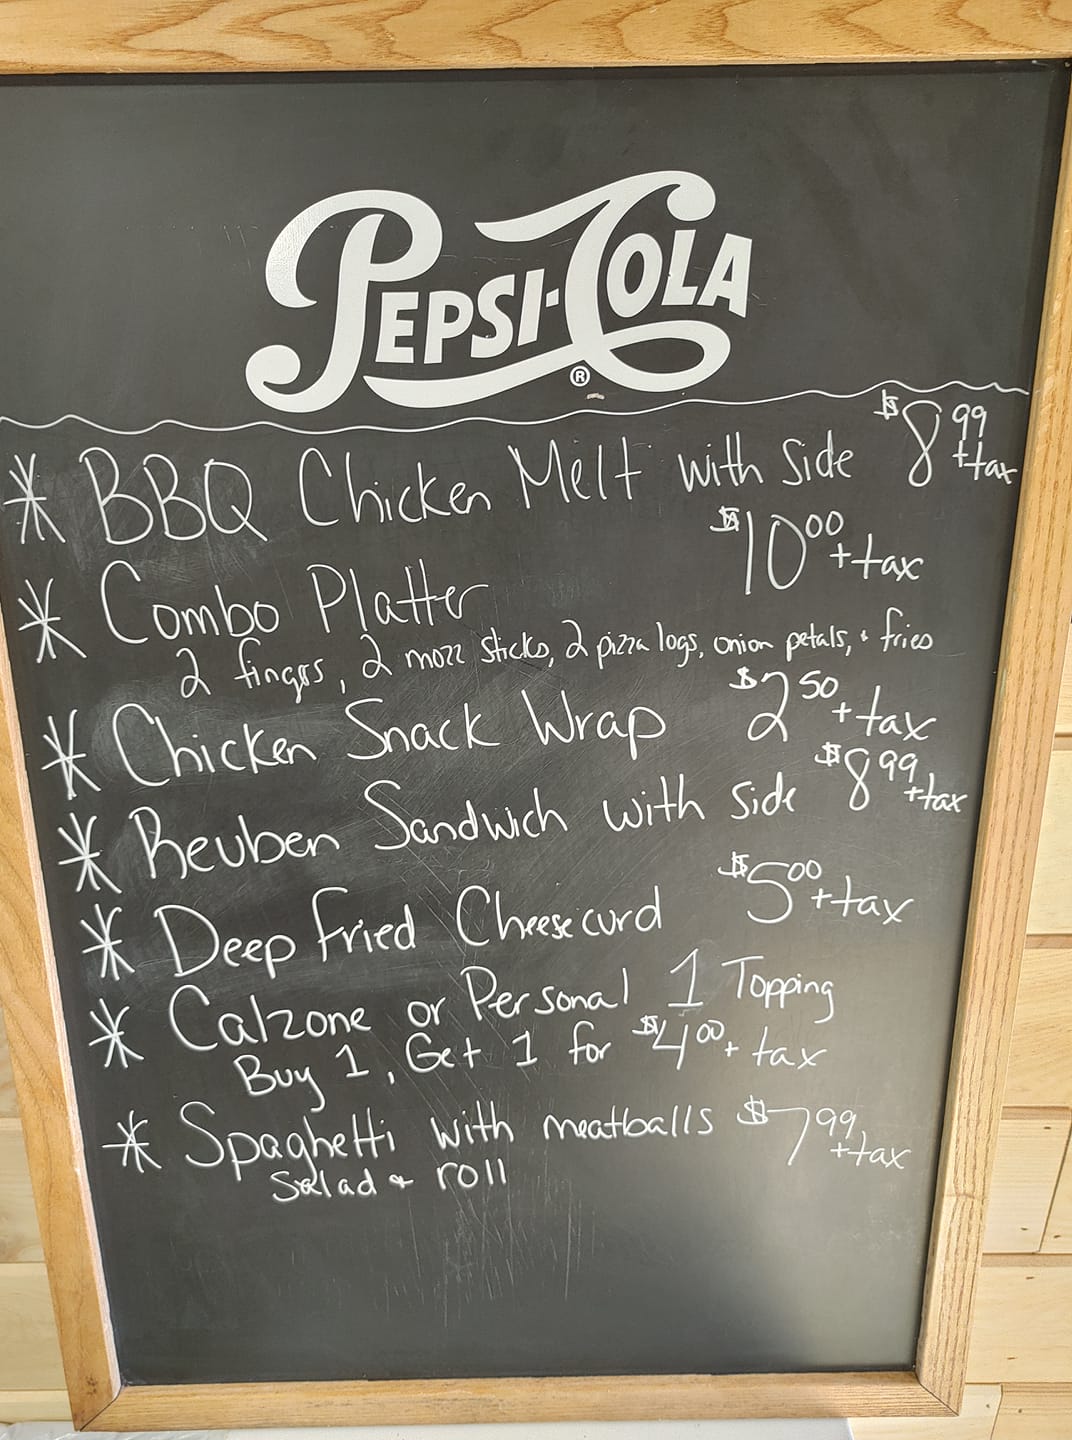 PEPSI-COLA ®
* BBQ Chicken Melt with side $8.99 + tax
* Combo Platter $10.00 + tax
2 fingrs, 2 mozz sticks, 2 pizza logs, onion petals, & fries
* Chicken Snack Wrap $2.50 + tax
* Reuben Sandwich with side $8.99 + tax
* Deep Fried Cheese curd $5.00 + tax
* Calzone or Personal 1 Topping
Buy 1, Get 1 for $4.00 + tax
* Spaghetti with meatballs $7.99 + tax
Salad & roll